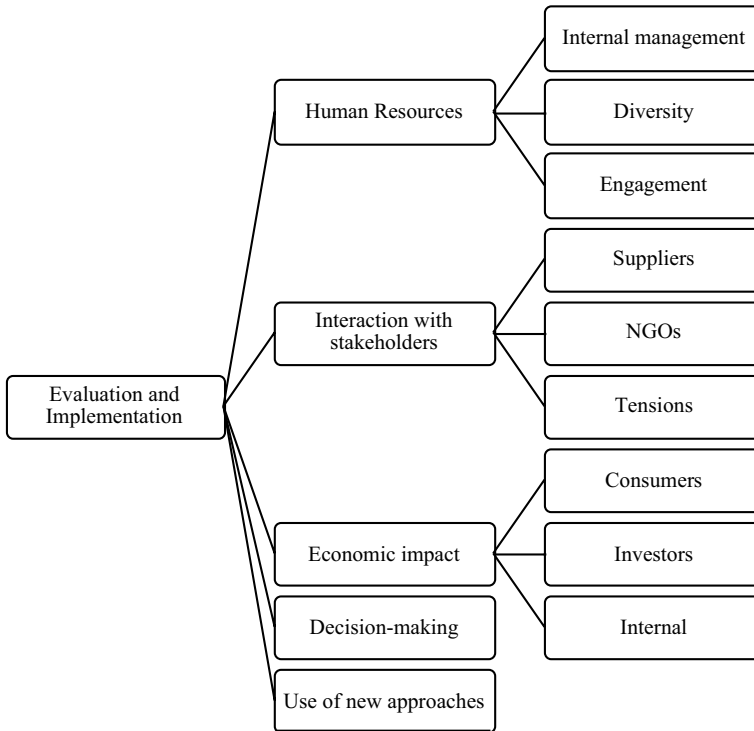 Internal management
Human Resources
Diversity
Engagement
Suppliers
Interaction with
stakeholders
NGOs
Tensions
Evaluation and
Implementation
Consumers
Economic impact
Investors
Decision-making
Internal
Use of new approaches